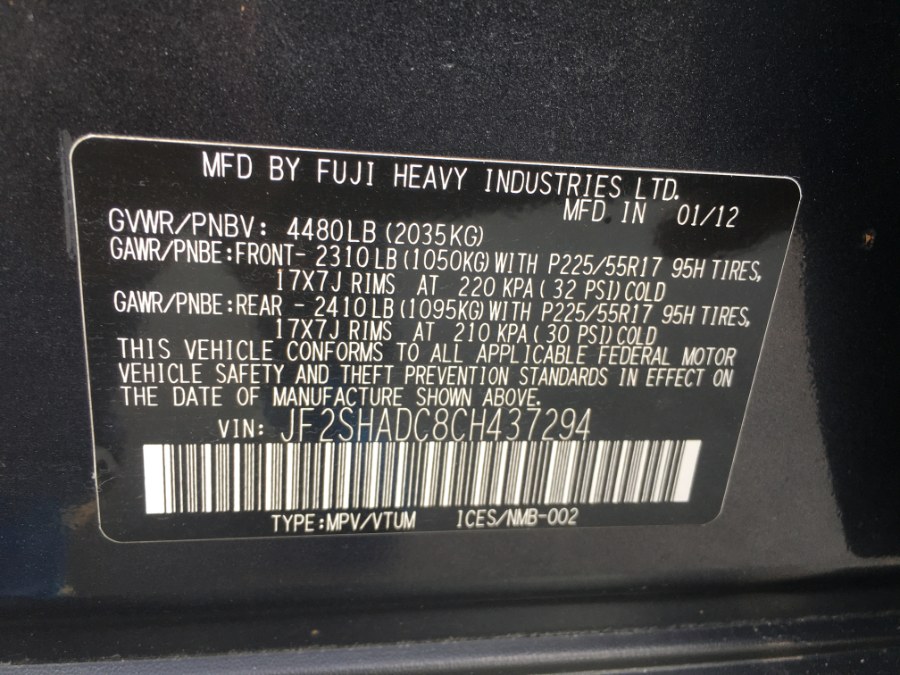 MFD BY FUJI HEAVY INDUSTRIES LTD.
MFD IN 01/12
GVWR/PNBV: 4480LB (2035KG)
GAWR/PNBE:FRONT- 2310LB (1050KG) WITH P225/55R17 95H TIRES,
17X7J RIMS AT 220 KPA ( 32 PSI) COLD
GAWR/PNBE:REAR - 2410LB (1095KG) WITH P225/55R17 95H TIRES,
17X7J RIMS AT 210 KPA ( 30 PSI) COLD
THIS VEHICLE CONFORMS TO ALL APPLICABLE FEDERAL MOTOR
VEHICLE SAFETY AND THEFT PREVENTION STANDARDS IN EFFECT ON
THE DATE OF MANUFACTURE SHOWN ABOVE.
VIN: JF2SHADC8CH437294
TYPE:MPV/VTUM ICES/NMB-002